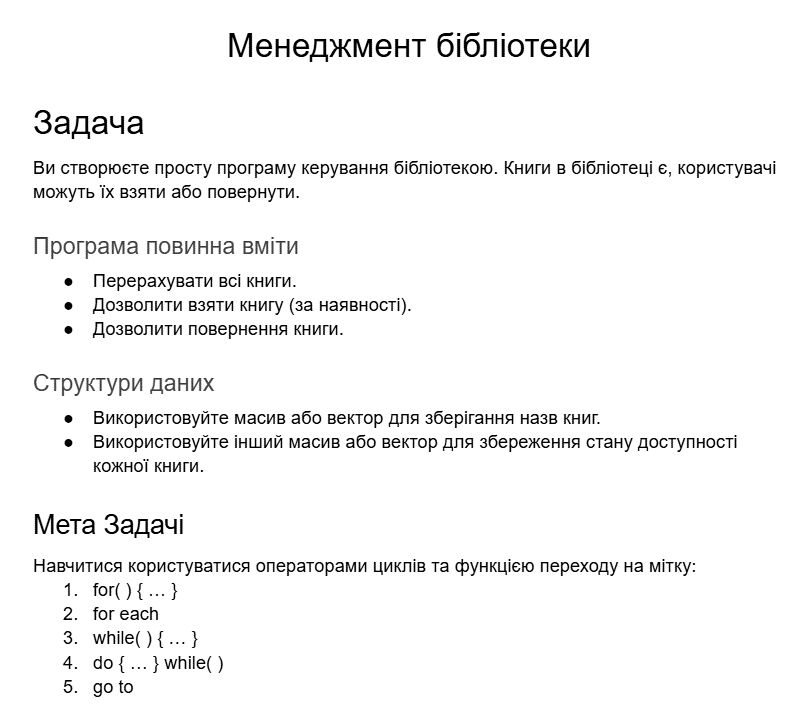 Менеджмент бібліотеки
Задача
Ви створюєте просту програму керування бібліотекою. Книги в бібліотеці є, користувачі
можуть їх взяти або повернути.
Програма повинна вміти
● Перерахувати всі книги.
● Дозволити взяти книгу (за наявності).
● Дозволити повернення книги.
Структури даних
● Використовуйте масив або вектор для зберігання назв книг.
● Використовуйте інший масив або вектор для збереження стану доступності
кожної книги.
Мета Задачі
Навчитися користуватися операторами циклів та функцією переходу на мітку:
1. for( ) { … }
2. for each
3. while( ) { … }
4. do { … } while( )
5. go to